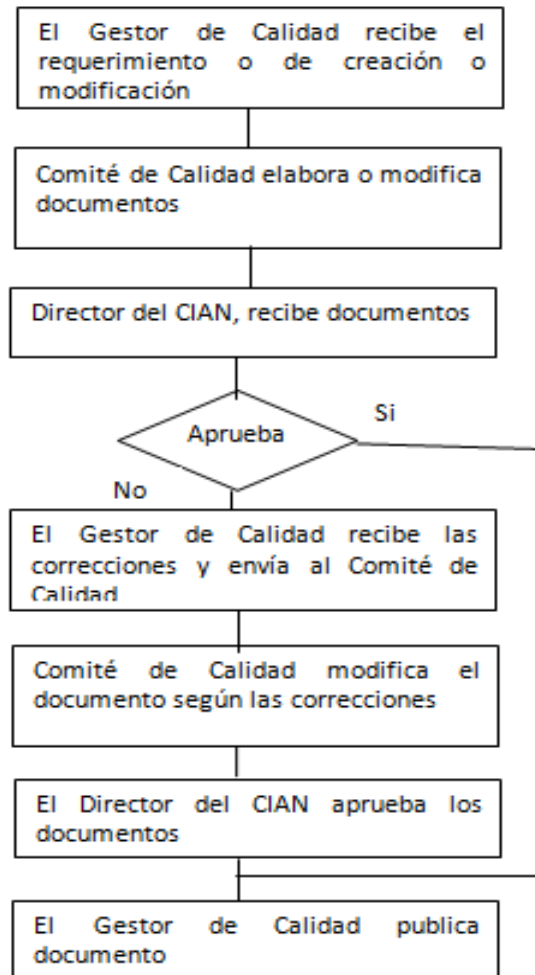 El Gestor de Calidad recibe el
requerimiento o de creación o
modificación
Comité de Calidad elabora o modifica
documentos
Director del CIAN, recibe documentos
Aprueba
Si
No
El Gestor de Calidad recibe las
correcciones y envía al Comité de
Calidad
Comité de Calidad modifica el
documento según las correcciones
El Director del CIAN aprueba los
documentos
El Gestor de Calidad publica
documento